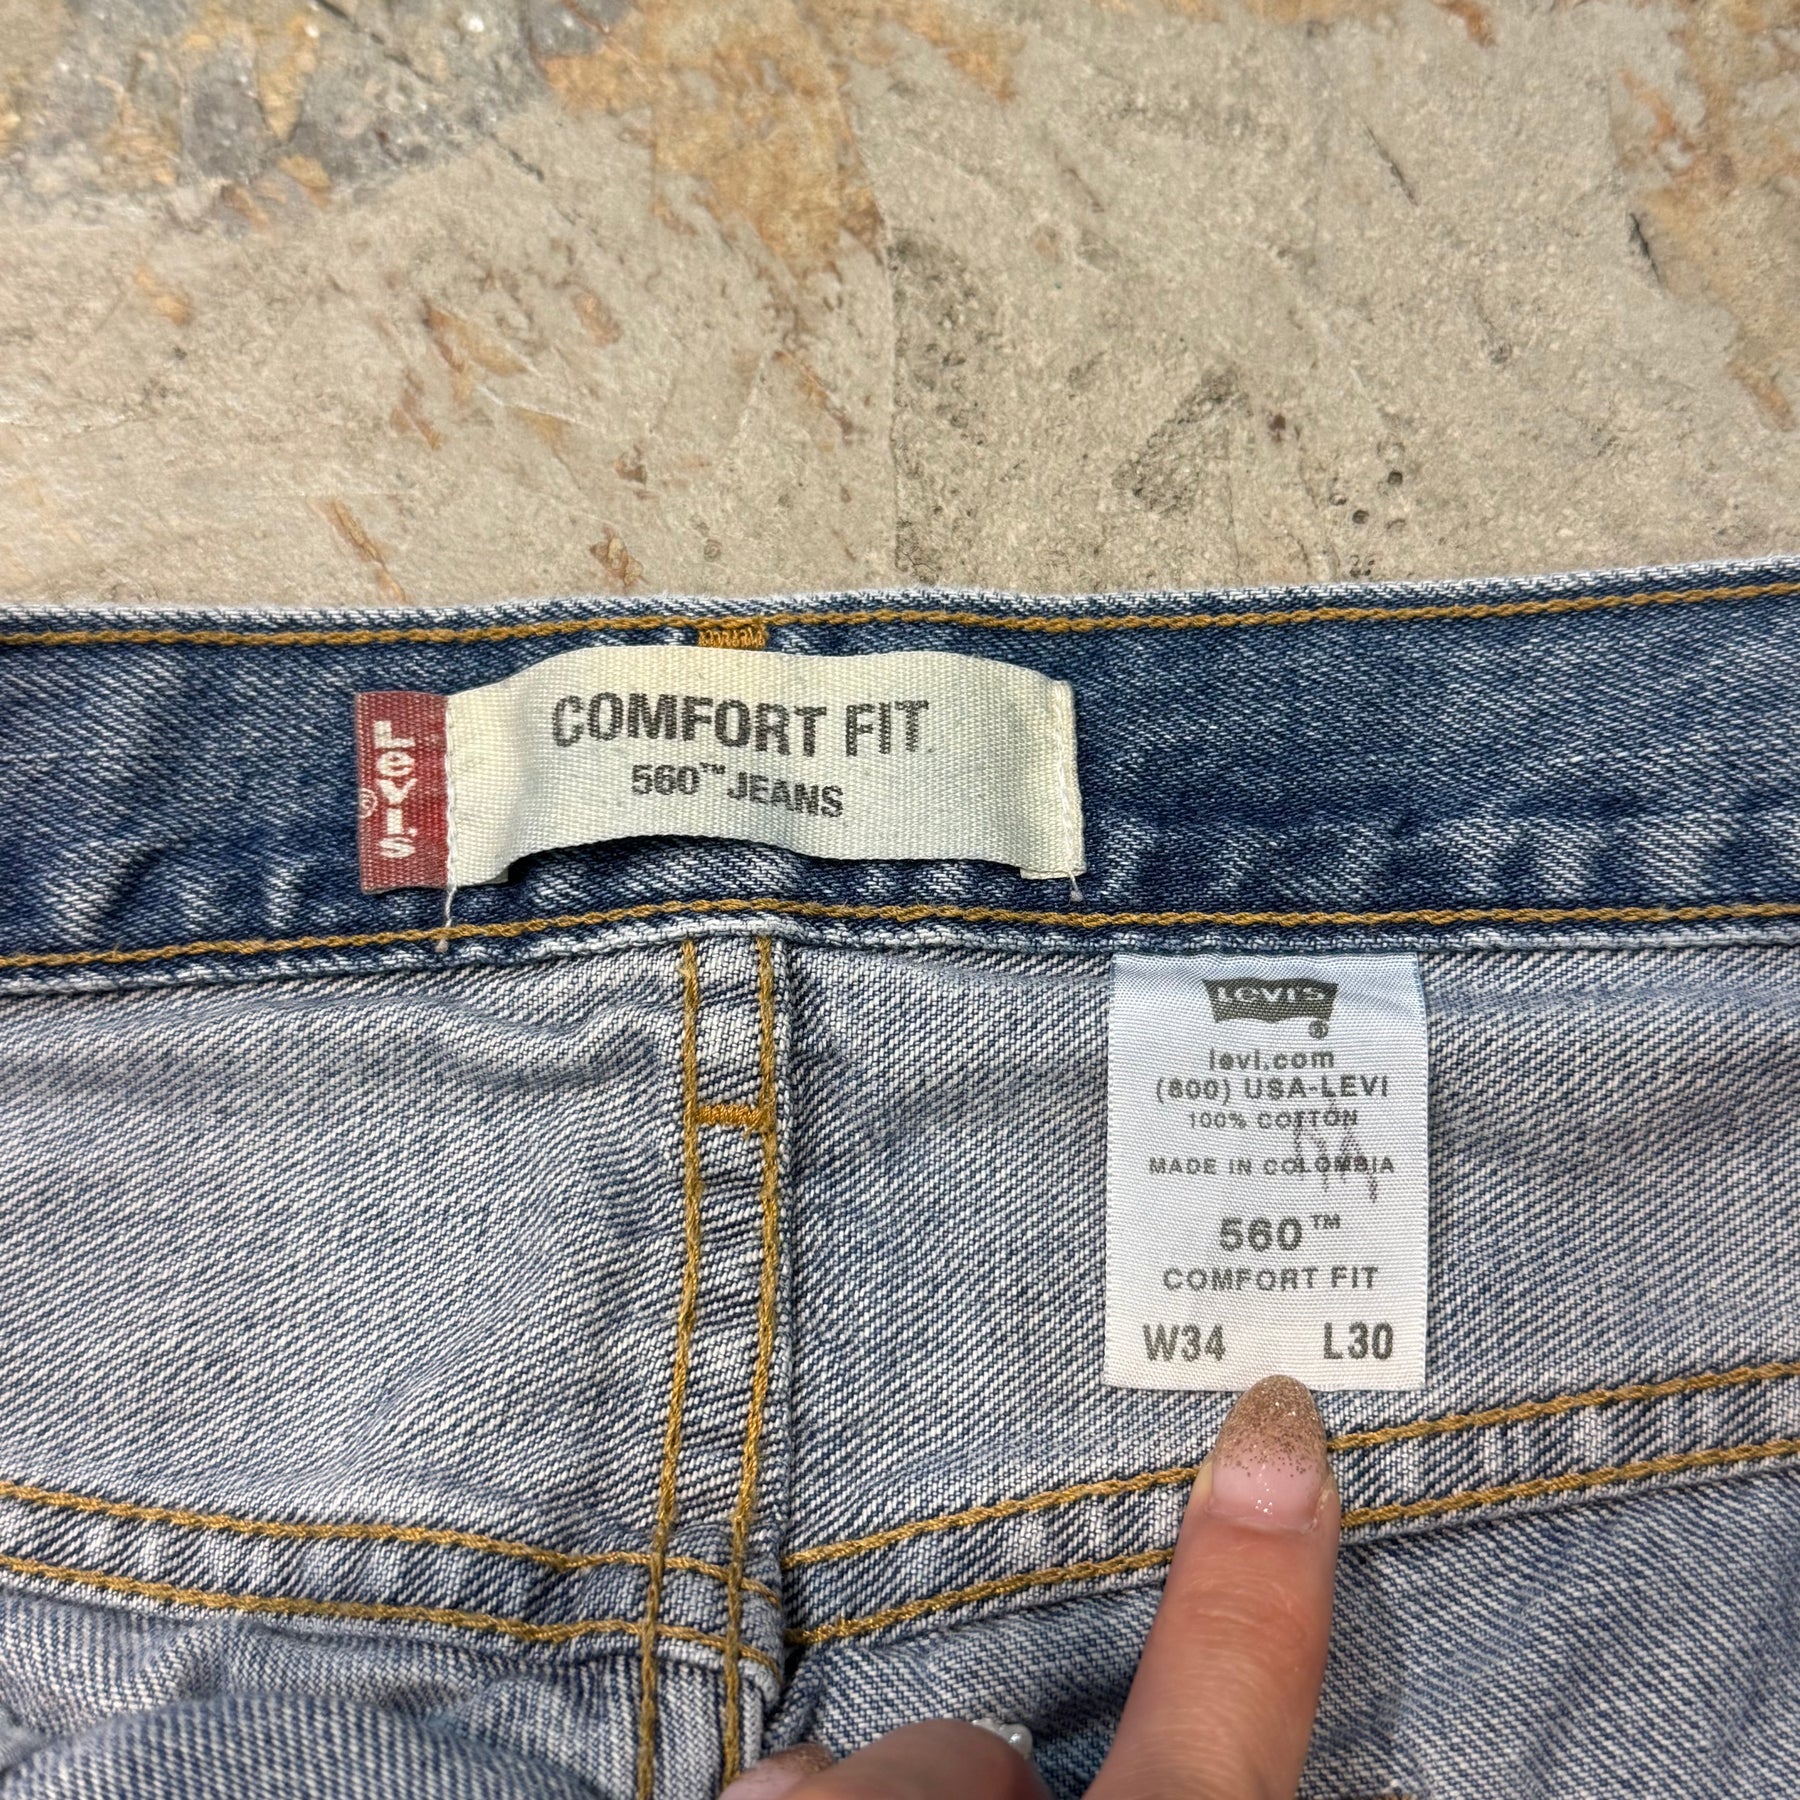 Levi's®
COMFORT FIT
560™ JEANS
Levi's
®
levi.com
(800) USA-LEVI
100% COTTON
MADE IN COLOMBIA
560™
COMFORT FIT
W34 L30